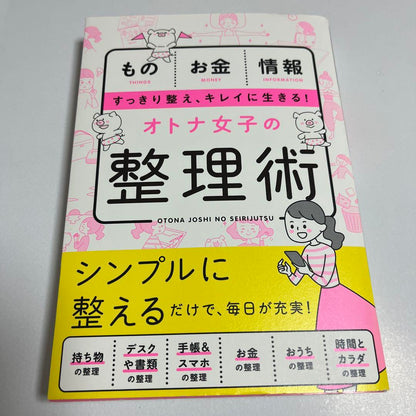 もの お金 情報
THINGS MONEY INFORMATION
すっきり整え、キレイに生きる!
オトナ女子の
整理術
OTONA JOSHI NO SEIRIJUTSU
シンプルに
整えるだけで、毎日が充実!
持ち物
の整理
デスク
や書類
の整理
手帳&
スマホ
の整理
お金
の整理
おうち
の整理
時間と
カラダ
の整理